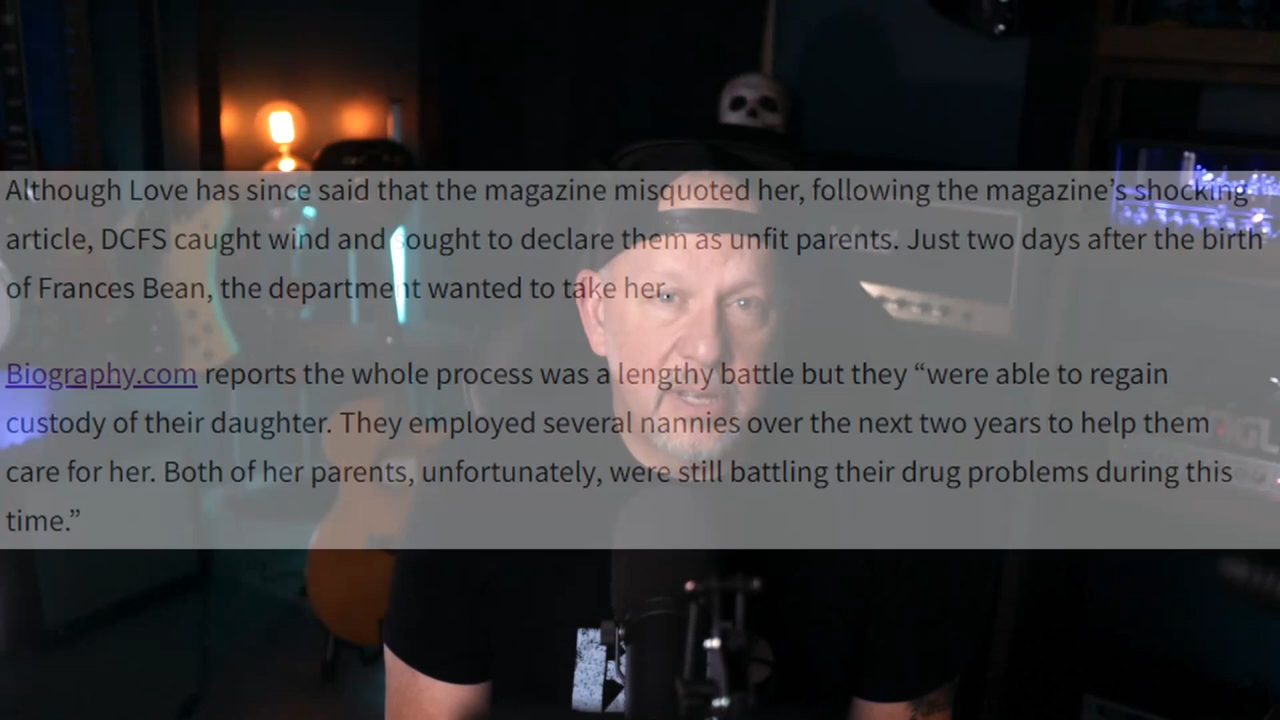 Although Love has since said that the magazine misquoted her, following the magazine’s shocking
article, DCFS caught wind and sought to declare them as unfit parents. Just two days after the birth
of Frances Bean, the department wanted to take her.
Biography.com reports the whole process was a lengthy battle but they “were able to regain
custody of their daughter. They employed several nannies over the next two years to help them
care for her. Both of her parents, unfortunately, were still battling their drug problems during this
time.”